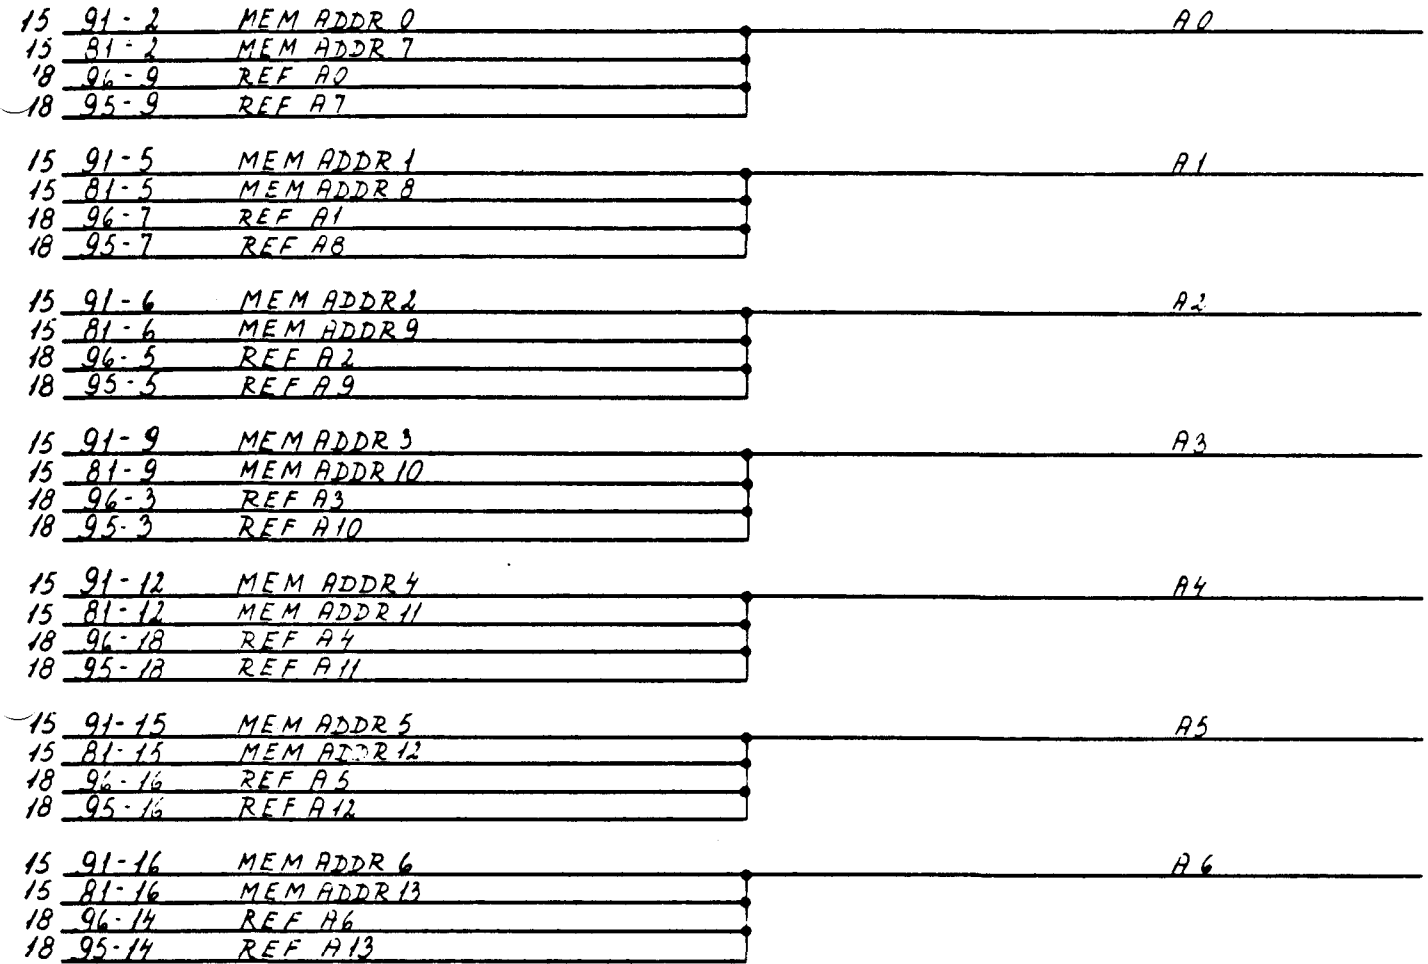 15 91-2 MEM ADDR 0 A0
15 81-2 MEM ADDR 7
18 96-9 REF A0
18 95-9 REF A7
15 91-5 MEM ADDR 1 A1
15 81-5 MEM ADDR 8
18 96-7 REF A1
18 95-7 REF A8
15 91-6 MEM ADDR 2 A2
15 81-6 MEM ADDR 9
18 96-5 REF A2
18 95-5 REF A9
15 91-9 MEM ADDR 3 A3
15 81-9 MEM ADDR 10
18 96-3 REF A3
18 95-3 REF A10
15 91-12 MEM ADDR 4 A4
15 81-12 MEM ADDR 11
18 96-18 REF A4
18 95-18 REF A11
15 91-15 MEM ADDR 5 A5
15 81-15 MEM ADDR 12
18 96-16 REF A5
18 95-16 REF A12
15 91-16 MEM ADDR 6 A6
15 81-16 MEM ADDR 13
18 96-14 REF A6
18 95-14 REF A13